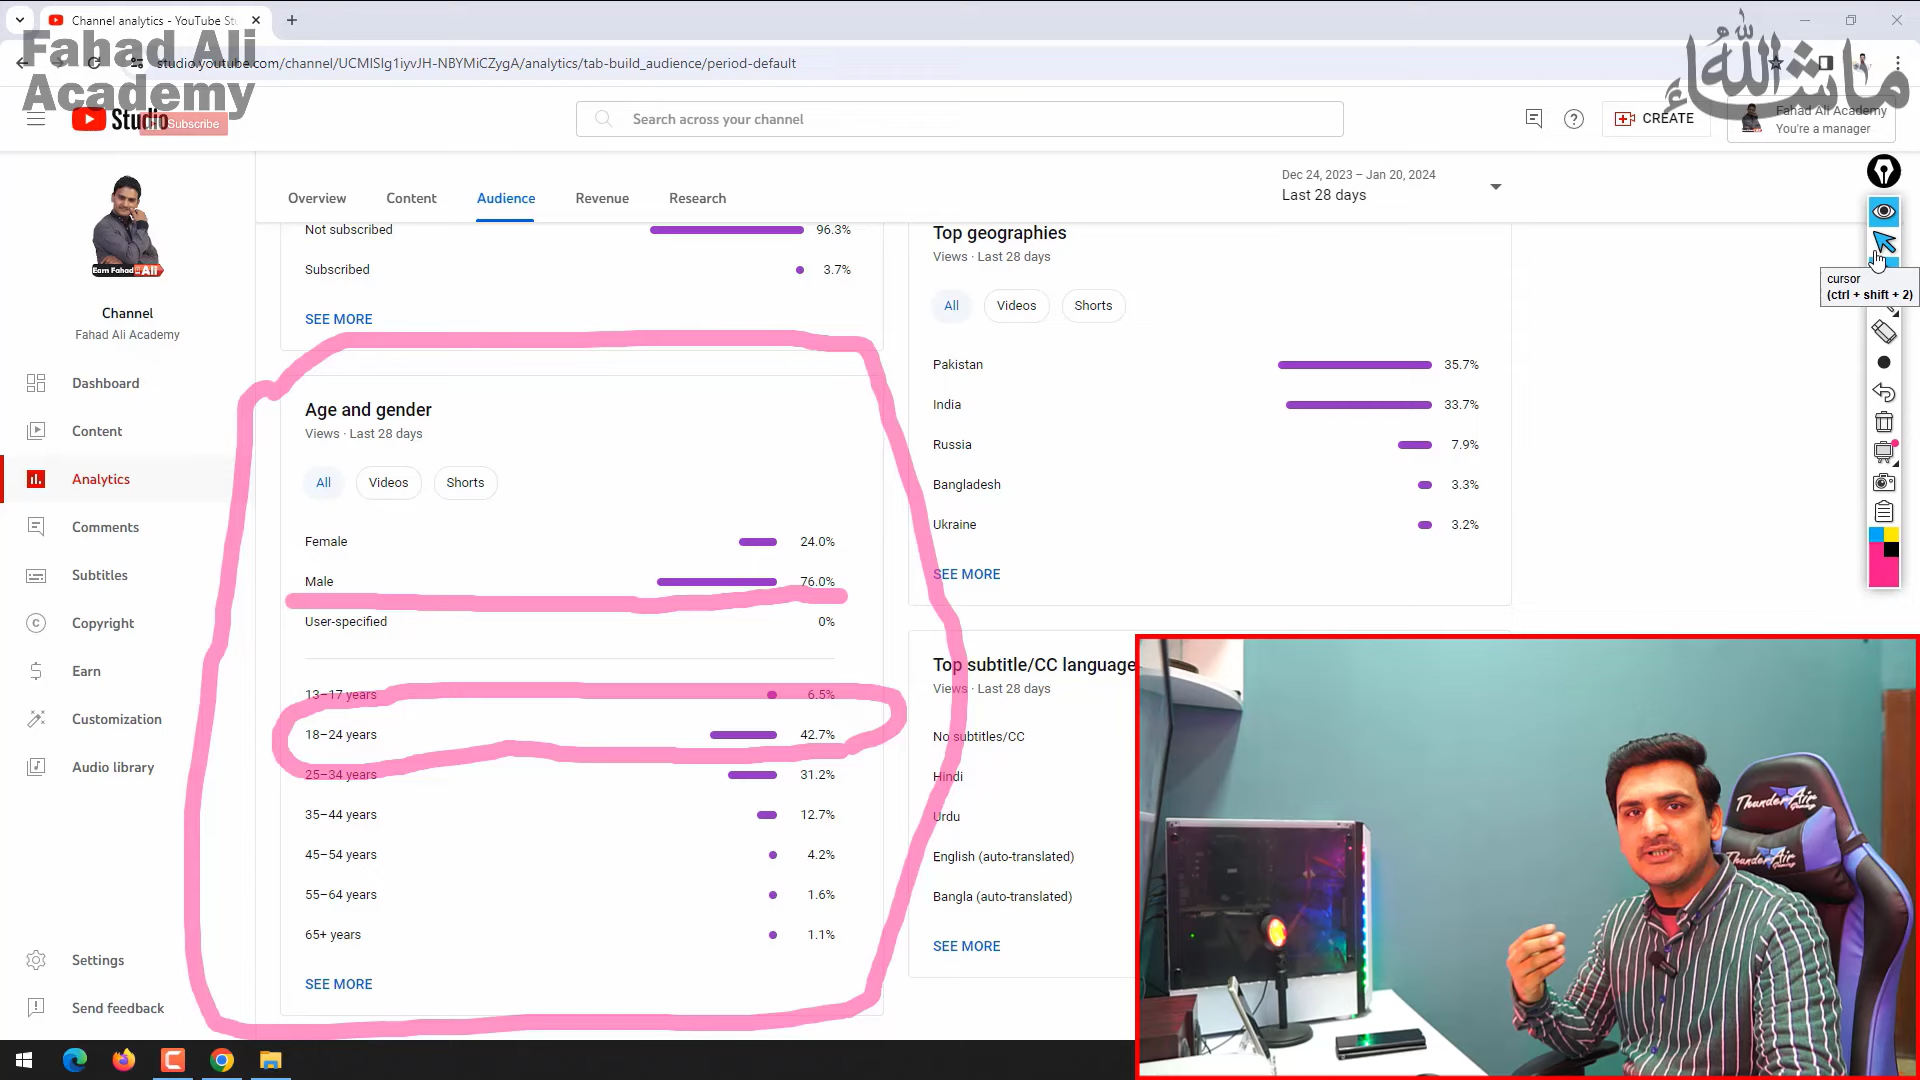 Channel analytics - YouTube Stu
Fahad Ali
Academy
studio.youtube.com/channel/UCMISIg1iyvJH-NBYMiCZygA/analytics/tab-build_audience/period-default
ماشاءاللہ
Studio
Subscribe
Search across your channel
CREATE
Fahad Ali Academy
You're a manager
Earn Fahad Ali
Channel
Fahad Ali Academy
Dashboard
Content
Analytics
Comments
Subtitles
Copyright
Earn
Customization
Audio library
Settings
Send feedback
Overview
Content
Audience
Revenue
Research
Dec 24, 2023 – Jan 20, 2024
Last 28 days
Not subscribed 96.3%
Subscribed 3.7%
SEE MORE
Age and gender
Views · Last 28 days
All Videos Shorts
Female 24.0%
Male 76.0%
User-specified 0%
13–17 years 6.5%
18–24 years 42.7%
25–34 years 31.2%
35–44 years 12.7%
45–54 years 4.2%
55–64 years 1.6%
65+ years 1.1%
SEE MORE
Top geographies
Views · Last 28 days
All Videos Shorts
Pakistan 35.7%
India 33.7%
Russia 7.9%
Bangladesh 3.3%
Ukraine 3.2%
SEE MORE
Top subtitle/CC language
Views · Last 28 days
No subtitles/CC
Hindi
Urdu
English (auto-translated)
Bangla (auto-translated)
SEE MORE
cursor
(ctrl + shift + 2)
ThunderAir
Gaming
ThunderAir
Gaming